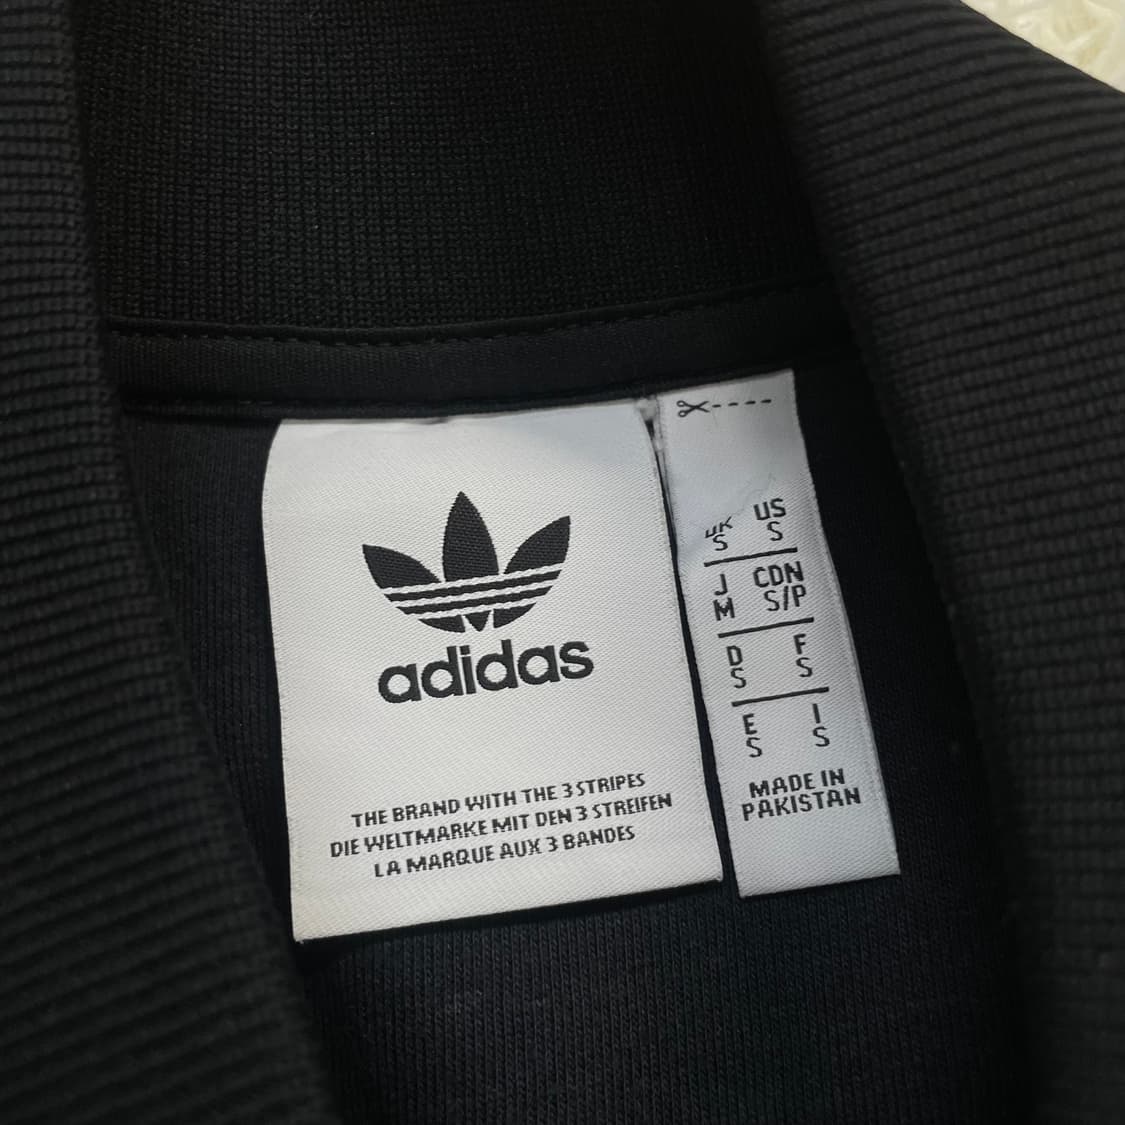 adidas
THE BRAND WITH THE 3 STRIPES
DIE WELTMARKE MIT DEN 3 STREIFEN
LA MARQUE AUX 3 BANDES
UK US
S S
J CDN
M S/P
D F
S S
E I
S S
MADE IN
PAKISTAN